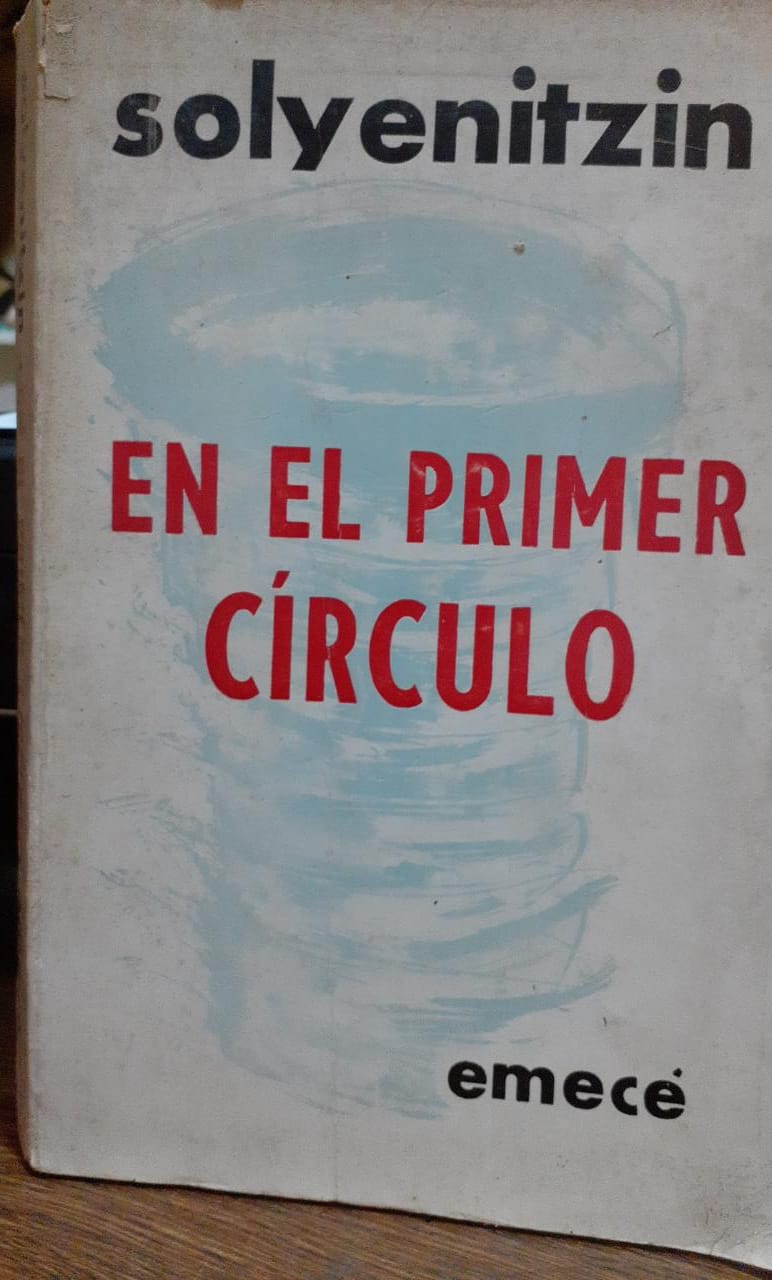 solyenitzin
EN EL PRIMER
CÍRCULO
emecé